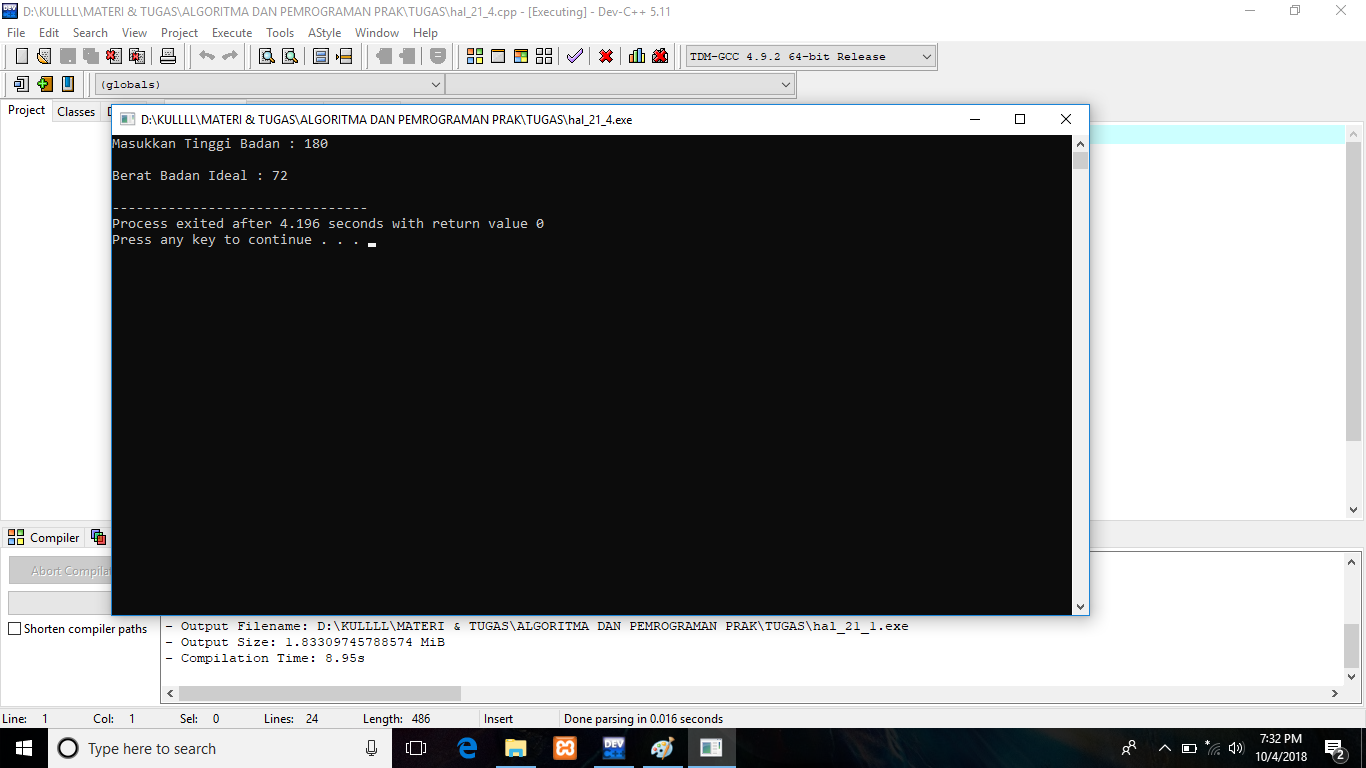 D:\KULLLL\MATERI & TUGAS\ALGORITMA DAN PEMROGRAMAN PRAK\TUGAS\hal_21_4.cpp - [Executing] - Dev-C++ 5.11
File Edit Search View Project Execute Tools AStyle Window Help
TDM-GCC 4.9.2 64-bit Release
(globals)
Project Classes
D:\KULLLL\MATERI & TUGAS\ALGORITMA DAN PEMROGRAMAN PRAK\TUGAS\hal_21_4.exe
Masukkan Tinggi Badan : 180
Berat Badan Ideal : 72
--------------------------------
Process exited after 4.196 seconds with return value 0
Press any key to continue . . .
Compiler
Abort
Shorten compiler paths
- Output Filename: D:\KULLLL\MATERI & TUGAS\ALGORITMA DAN PEMROGRAMAN PRAK\TUGAS\hal_21_1.exe
- Output Size: 1.83309745788574 MiB
- Compilation Time: 8.95s
Line: 1 Col: 1 Sel: 0 Lines: 24 Length: 486 Insert Done parsing in 0.016 seconds
Type here to search
DEV
7:32 PM
10/4/2018
2